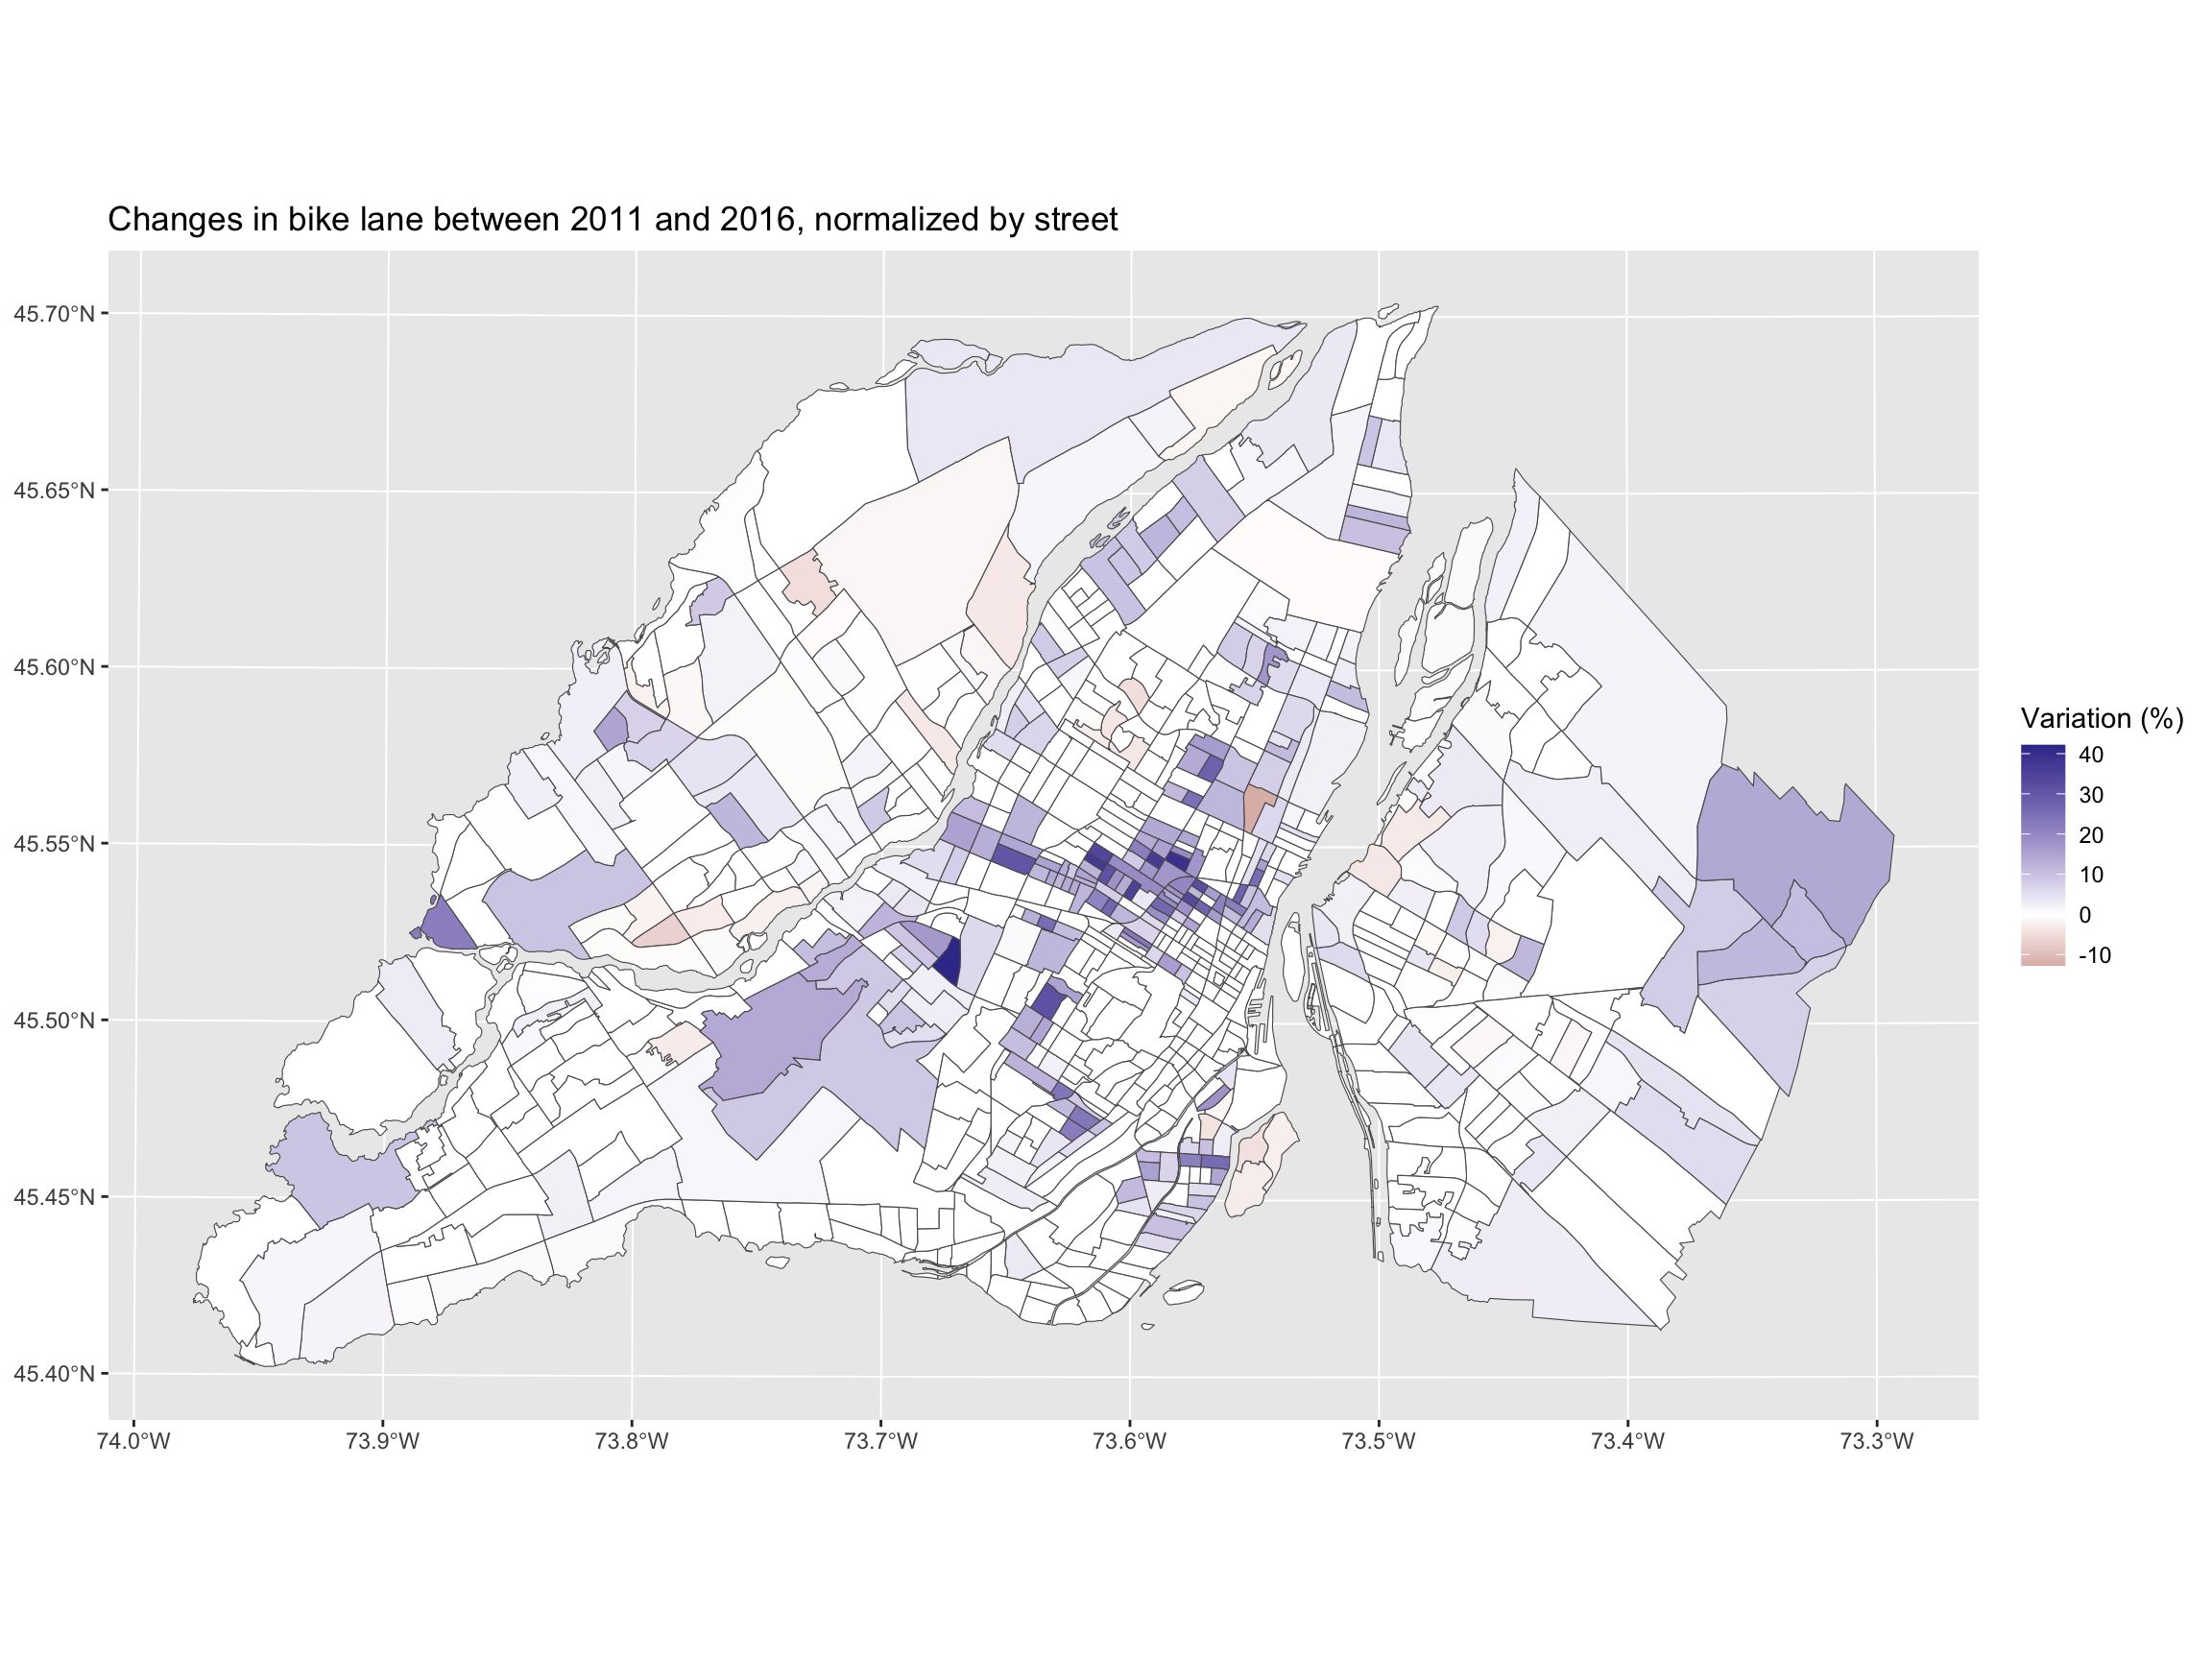 Changes in bike lane between 2011 and 2016, normalized by street
45.70°N
45.65°N
45.60°N
45.55°N
45.50°N
45.45°N
45.40°N
74.0°W 73.9°W 73.8°W 73.7°W 73.6°W 73.5°W 73.4°W 73.3°W
Variation (%)
40
30
20
10
0
-10